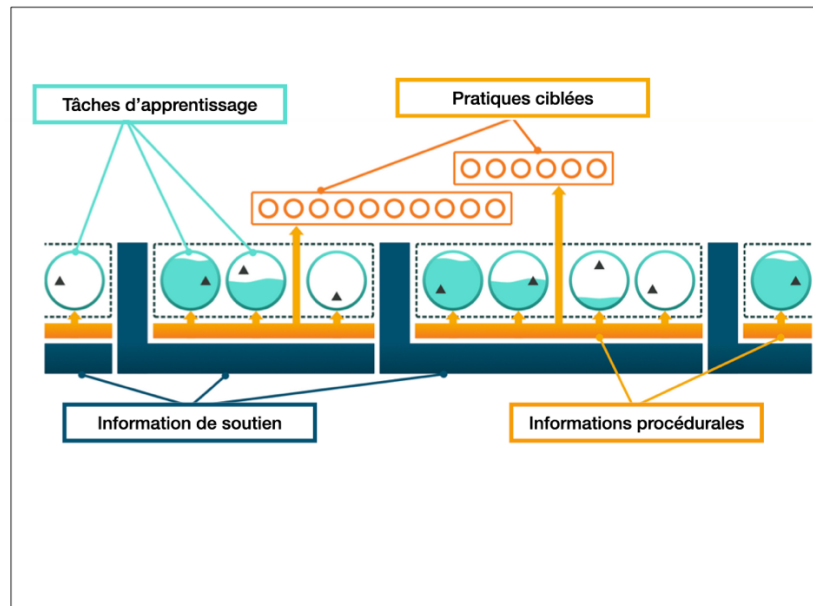 Tâches d'apprentissage
Pratiques ciblées
Information de soutien
Informations procédurales